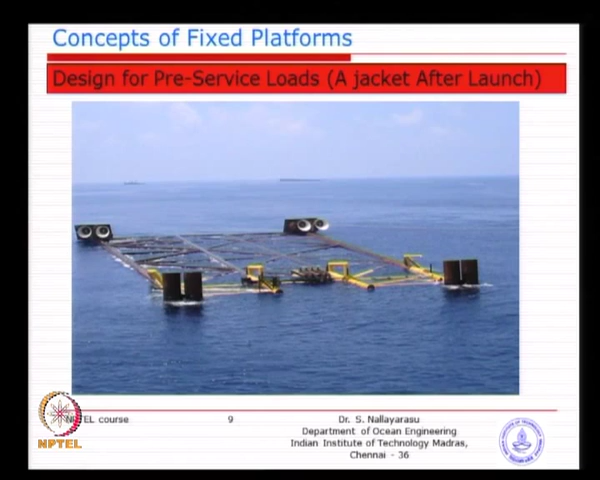 Concepts of Fixed Platforms
Design for Pre-Service Loads (A jacket After Launch)
NPTEL course
9
Dr. S. Nallayarasu
Department of Ocean Engineering
Indian Institute of Technology Madras,
Chennai - 36
NPTEL